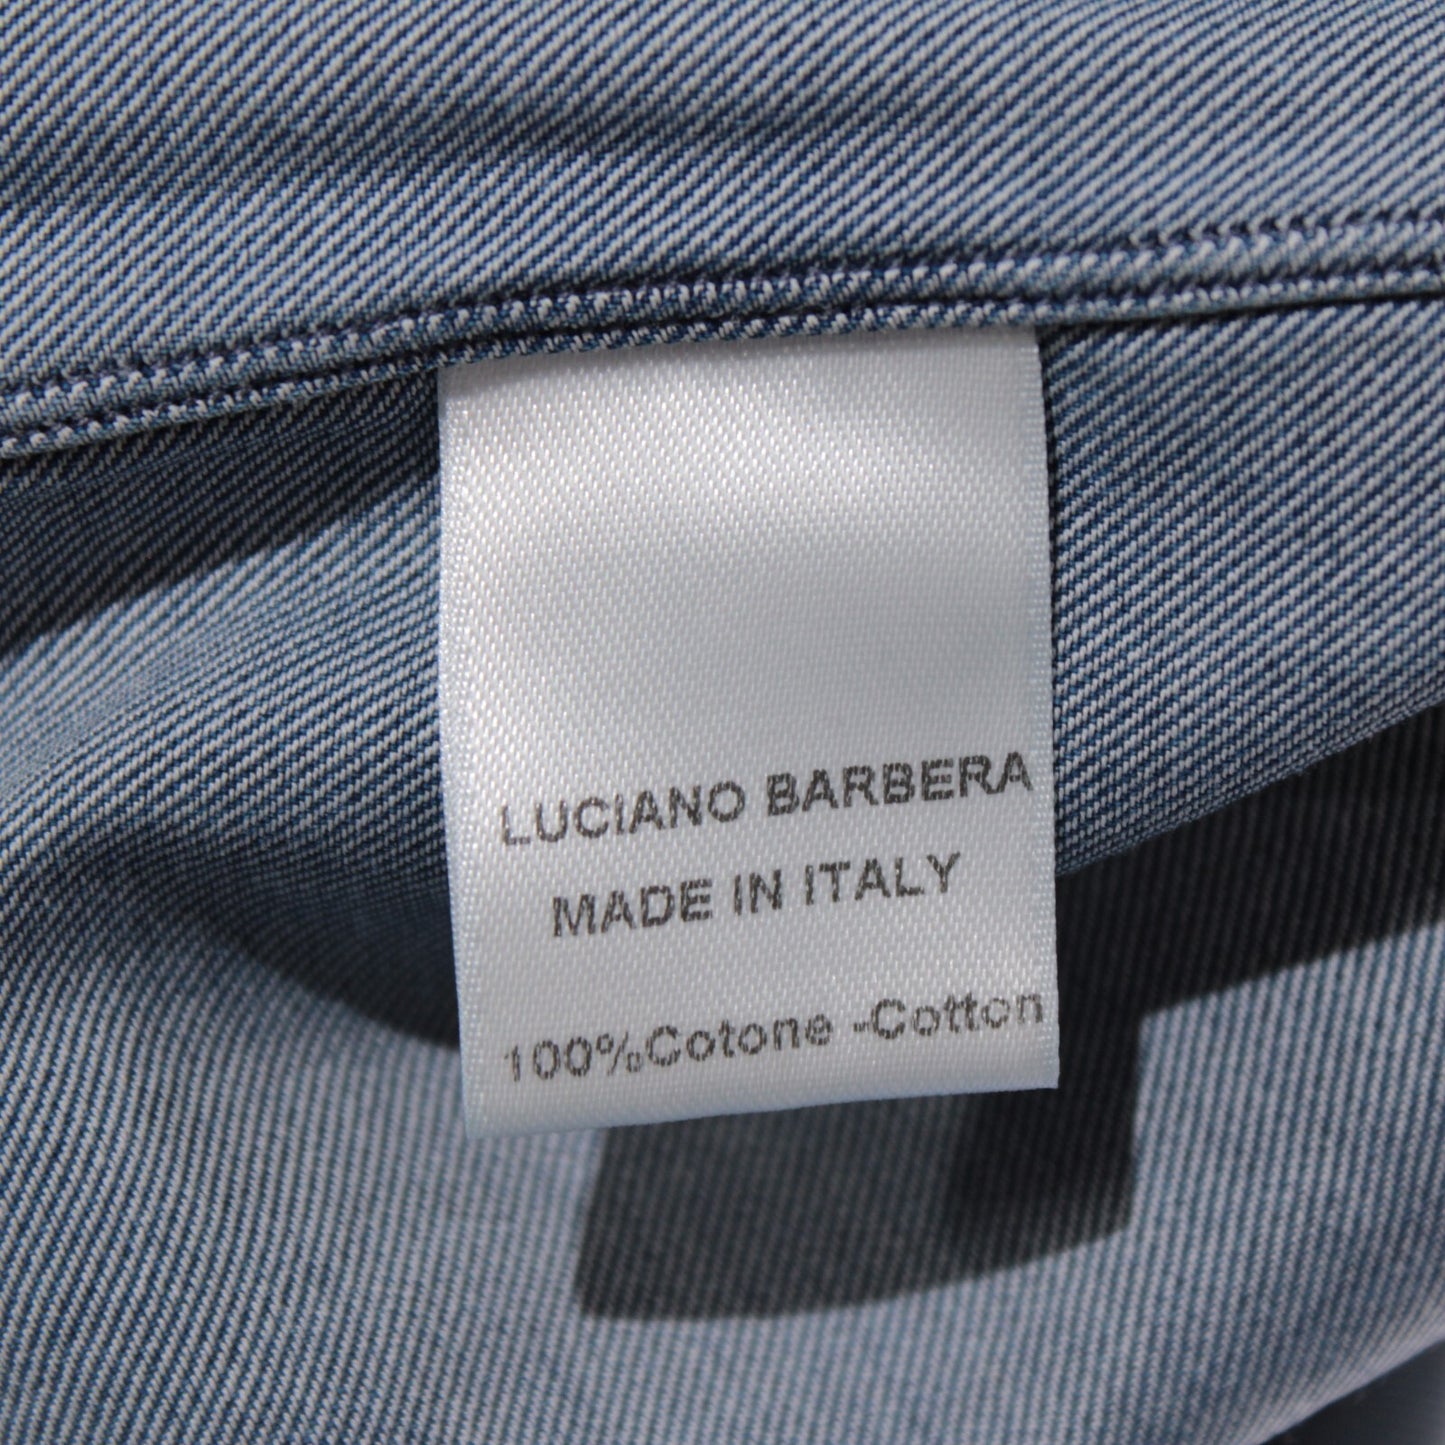 LUCIANO BARBERA
MADE IN ITALY
100%Cotone -Cotton